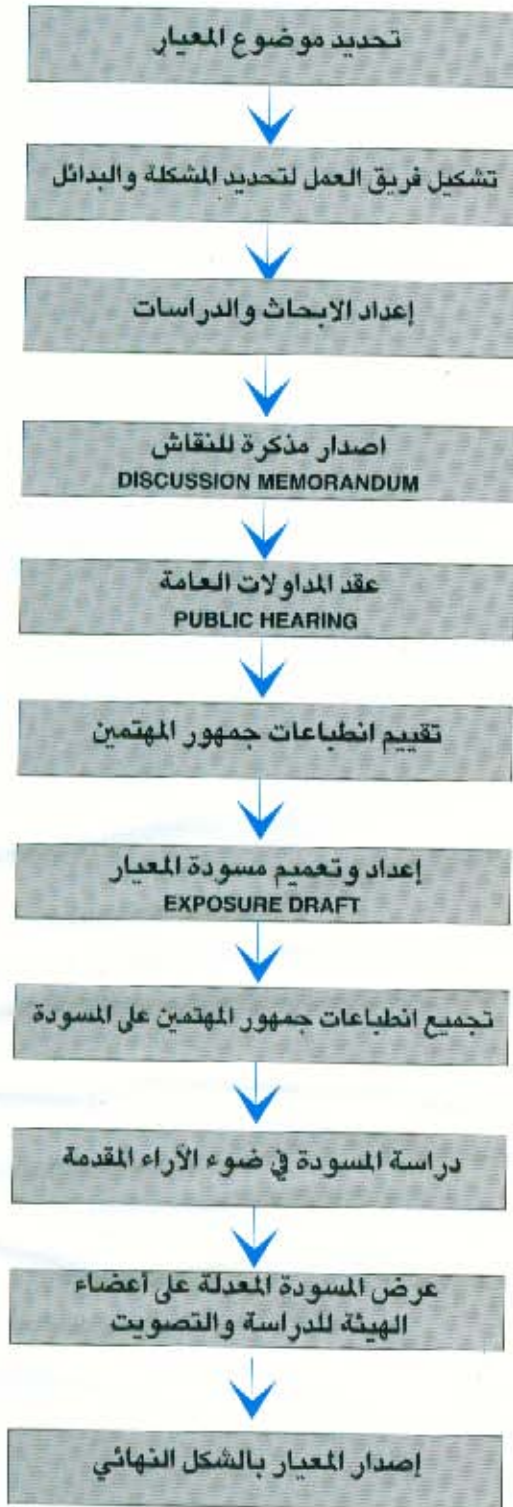 تحديد موضوع المعيار
تشكيل فريق العمل لتحديد المشكلة والبدائل
إعداد الابحاث والدراسات
اصدار مذكرة للنقاش
DISCUSSION MEMORANDUM
عقد المداولات العامة
PUBLIC HEARING
تقييم انطباعات جمهور المهتمين
إعداد وتعميم مسودة المعيار
EXPOSURE DRAFT
تجميع انطباعات جمهور المهتمين على المسودة
دراسة المسودة في ضوء الآراء المقدمة
عرض المسودة المعدلة على أعضاء
الهيئة للدراسة والتصويت
إصدار المعيار بالشكل النهائي